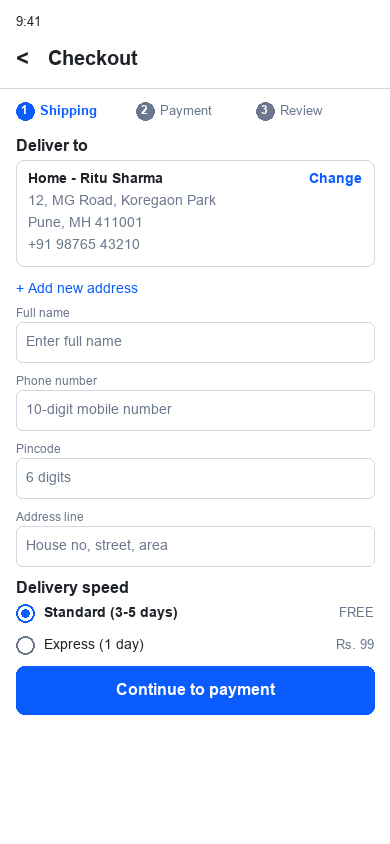 9:41
< Checkout
1 Shipping 2 Payment 3 Review
Deliver to
Home - Ritu Sharma Change
12, MG Road, Koregaon Park
Pune, MH 411001
+91 98765 43210
+ Add new address
Full name
Enter full name
Phone number
10-digit mobile number
Pincode
6 digits
Address line
House no, street, area
Delivery speed
Standard (3-5 days) FREE
Express (1 day) Rs. 99
Continue to payment